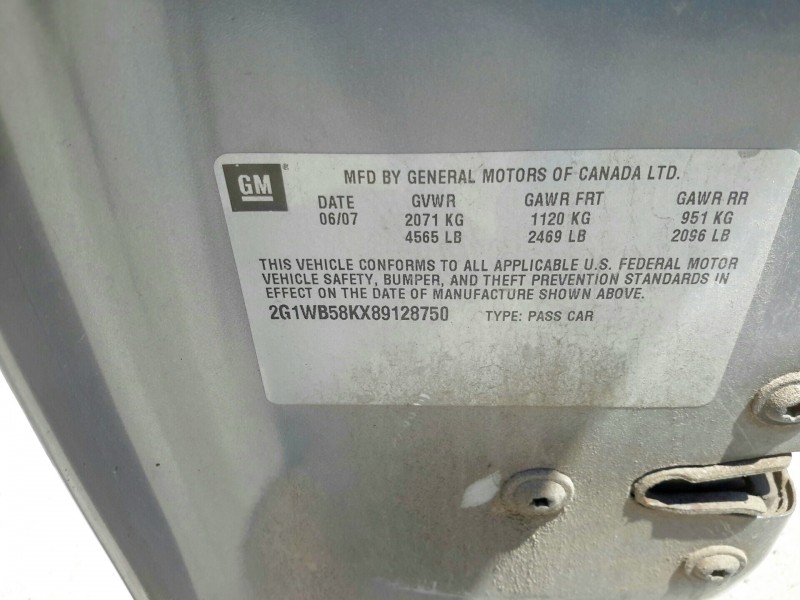 GM® MFD BY GENERAL MOTORS OF CANADA LTD.
DATE GVWR GAWR FRT GAWR RR
06/07 2071 KG 1120 KG 951 KG
4565 LB 2469 LB 2096 LB
THIS VEHICLE CONFORMS TO ALL APPLICABLE U.S. FEDERAL MOTOR
VEHICLE SAFETY, BUMPER, AND THEFT PREVENTION STANDARDS IN
EFFECT ON THE DATE OF MANUFACTURE SHOWN ABOVE.
2G1WB58KX89128750 TYPE: PASS CAR